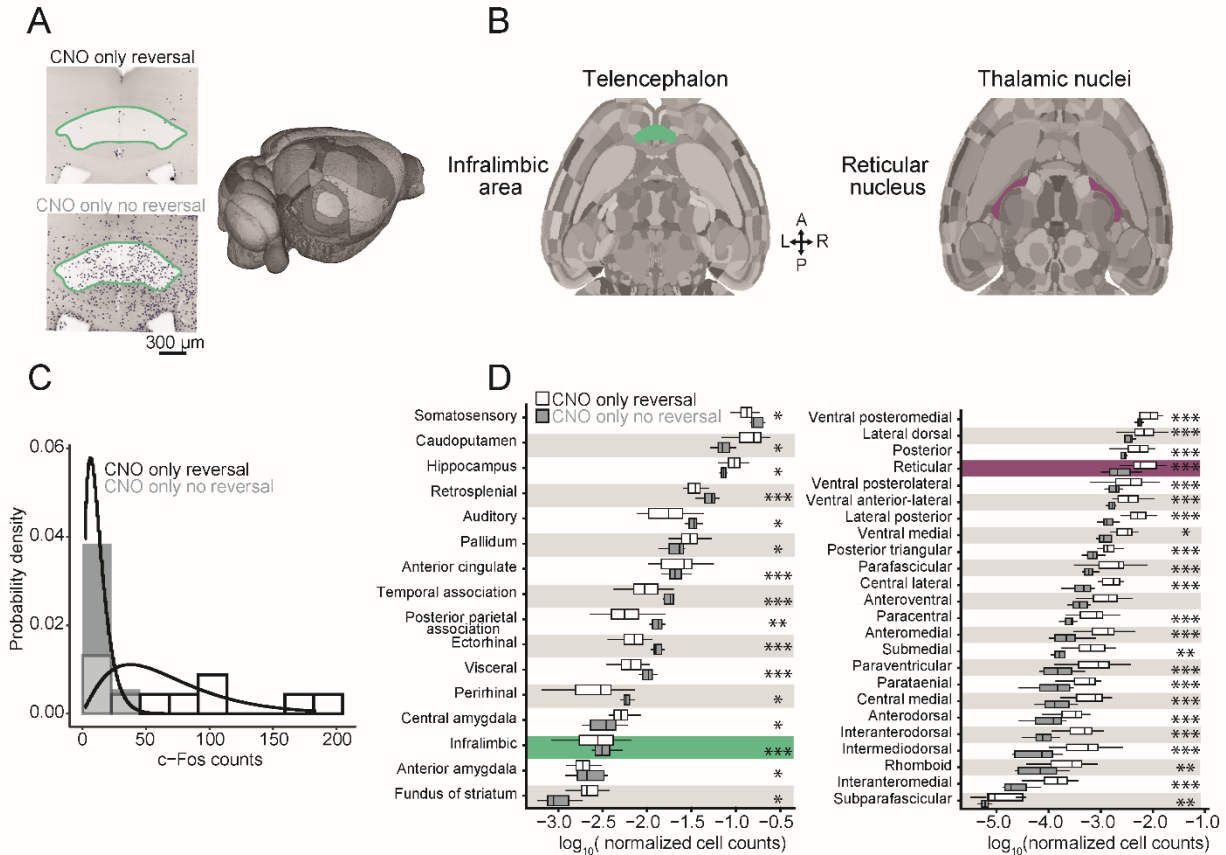 A
CNO only reversal
CNO only no reversal
300 µm
B
Telencephalon
Thalamic nuclei
Infralimbic
area
Reticular
nucleus
A
L R
P
C
0.06
0.04
0.02
0.00
Probability density
CNO only reversal
CNO only no reversal
0 50 100 150 200
c-Fos counts
D
CNO only reversal
CNO only no reversal
Somatosensory *
Caudoputamen *
Hippocampus *
Retrosplenial ***
Auditory *
Pallidum *
Anterior cingulate ***
Temporal association ***
Posterior parietal
association **
Ectorhinal ***
Visceral ***
Perirhinal *
Central amygdala *
Infralimbic ***
Anterior amygdala *
Fundus of striatum *
−3.0 −2.5 −2.0 −1.5 −1.0 −0.5
log10( normalized cell counts)
Ventral posteromedial ***
Lateral dorsal ***
Posterior ***
Reticular ***
Ventral posterolateral ***
Ventral anterior-lateral ***
Lateral posterior ***
Ventral medial *
Posterior triangular ***
Parafascicular ***
Central lateral ***
Anteroventral
Paracentral ***
Anteromedial ***
Submedial **
Paraventricular ***
Parataenial ***
Central medial ***
Anterodorsal ***
Interanterodorsal ***
Intermediodorsal ***
Rhomboid **
Interanteromedial ***
Subparafascicular **
−5.0 −4.0 −3.0 −2.0 −1.0
log10(normalized cell counts)